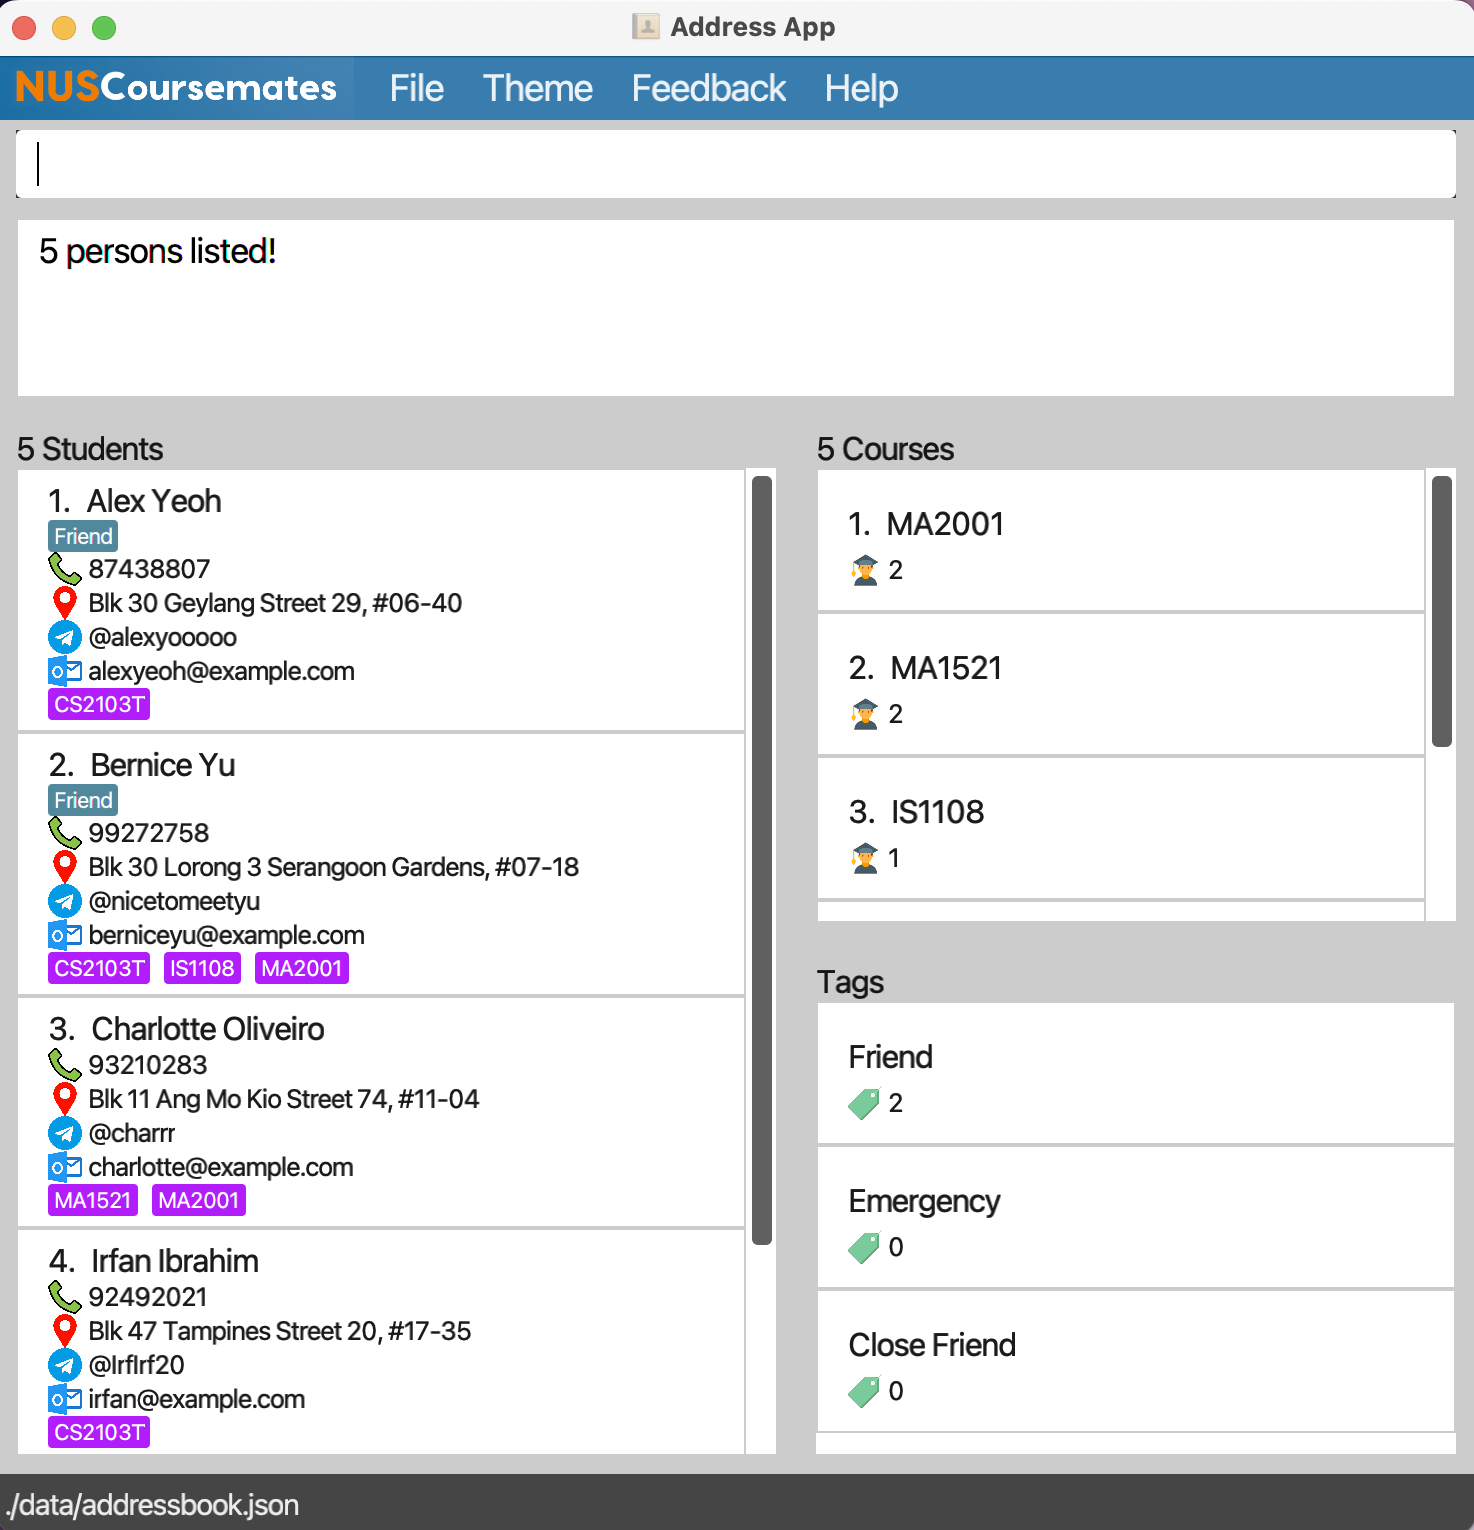 Address App
NUSCoursemates File Theme Feedback Help
5 persons listed!
5 Students
1. Alex Yeoh
Friend
87438807
Blk 30 Geylang Street 29, #06-40
@alexyooooo
alexyeoh@example.com
CS2103T
2. Bernice Yu
Friend
99272758
Blk 30 Lorong 3 Serangoon Gardens, #07-18
@nicetomeetyu
berniceyu@example.com
CS2103T IS1108 MA2001
3. Charlotte Oliveiro
93210283
Blk 11 Ang Mo Kio Street 74, #11-04
@charrr
charlotte@example.com
MA1521 MA2001
4. Irfan Ibrahim
92492021
Blk 47 Tampines Street 20, #17-35
@IrfIrf20
irfan@example.com
CS2103T
5 Courses
1. MA2001
2
2. MA1521
2
3. IS1108
1
Tags
Friend
2
Emergency
0
Close Friend
0
./data/addressbook.json